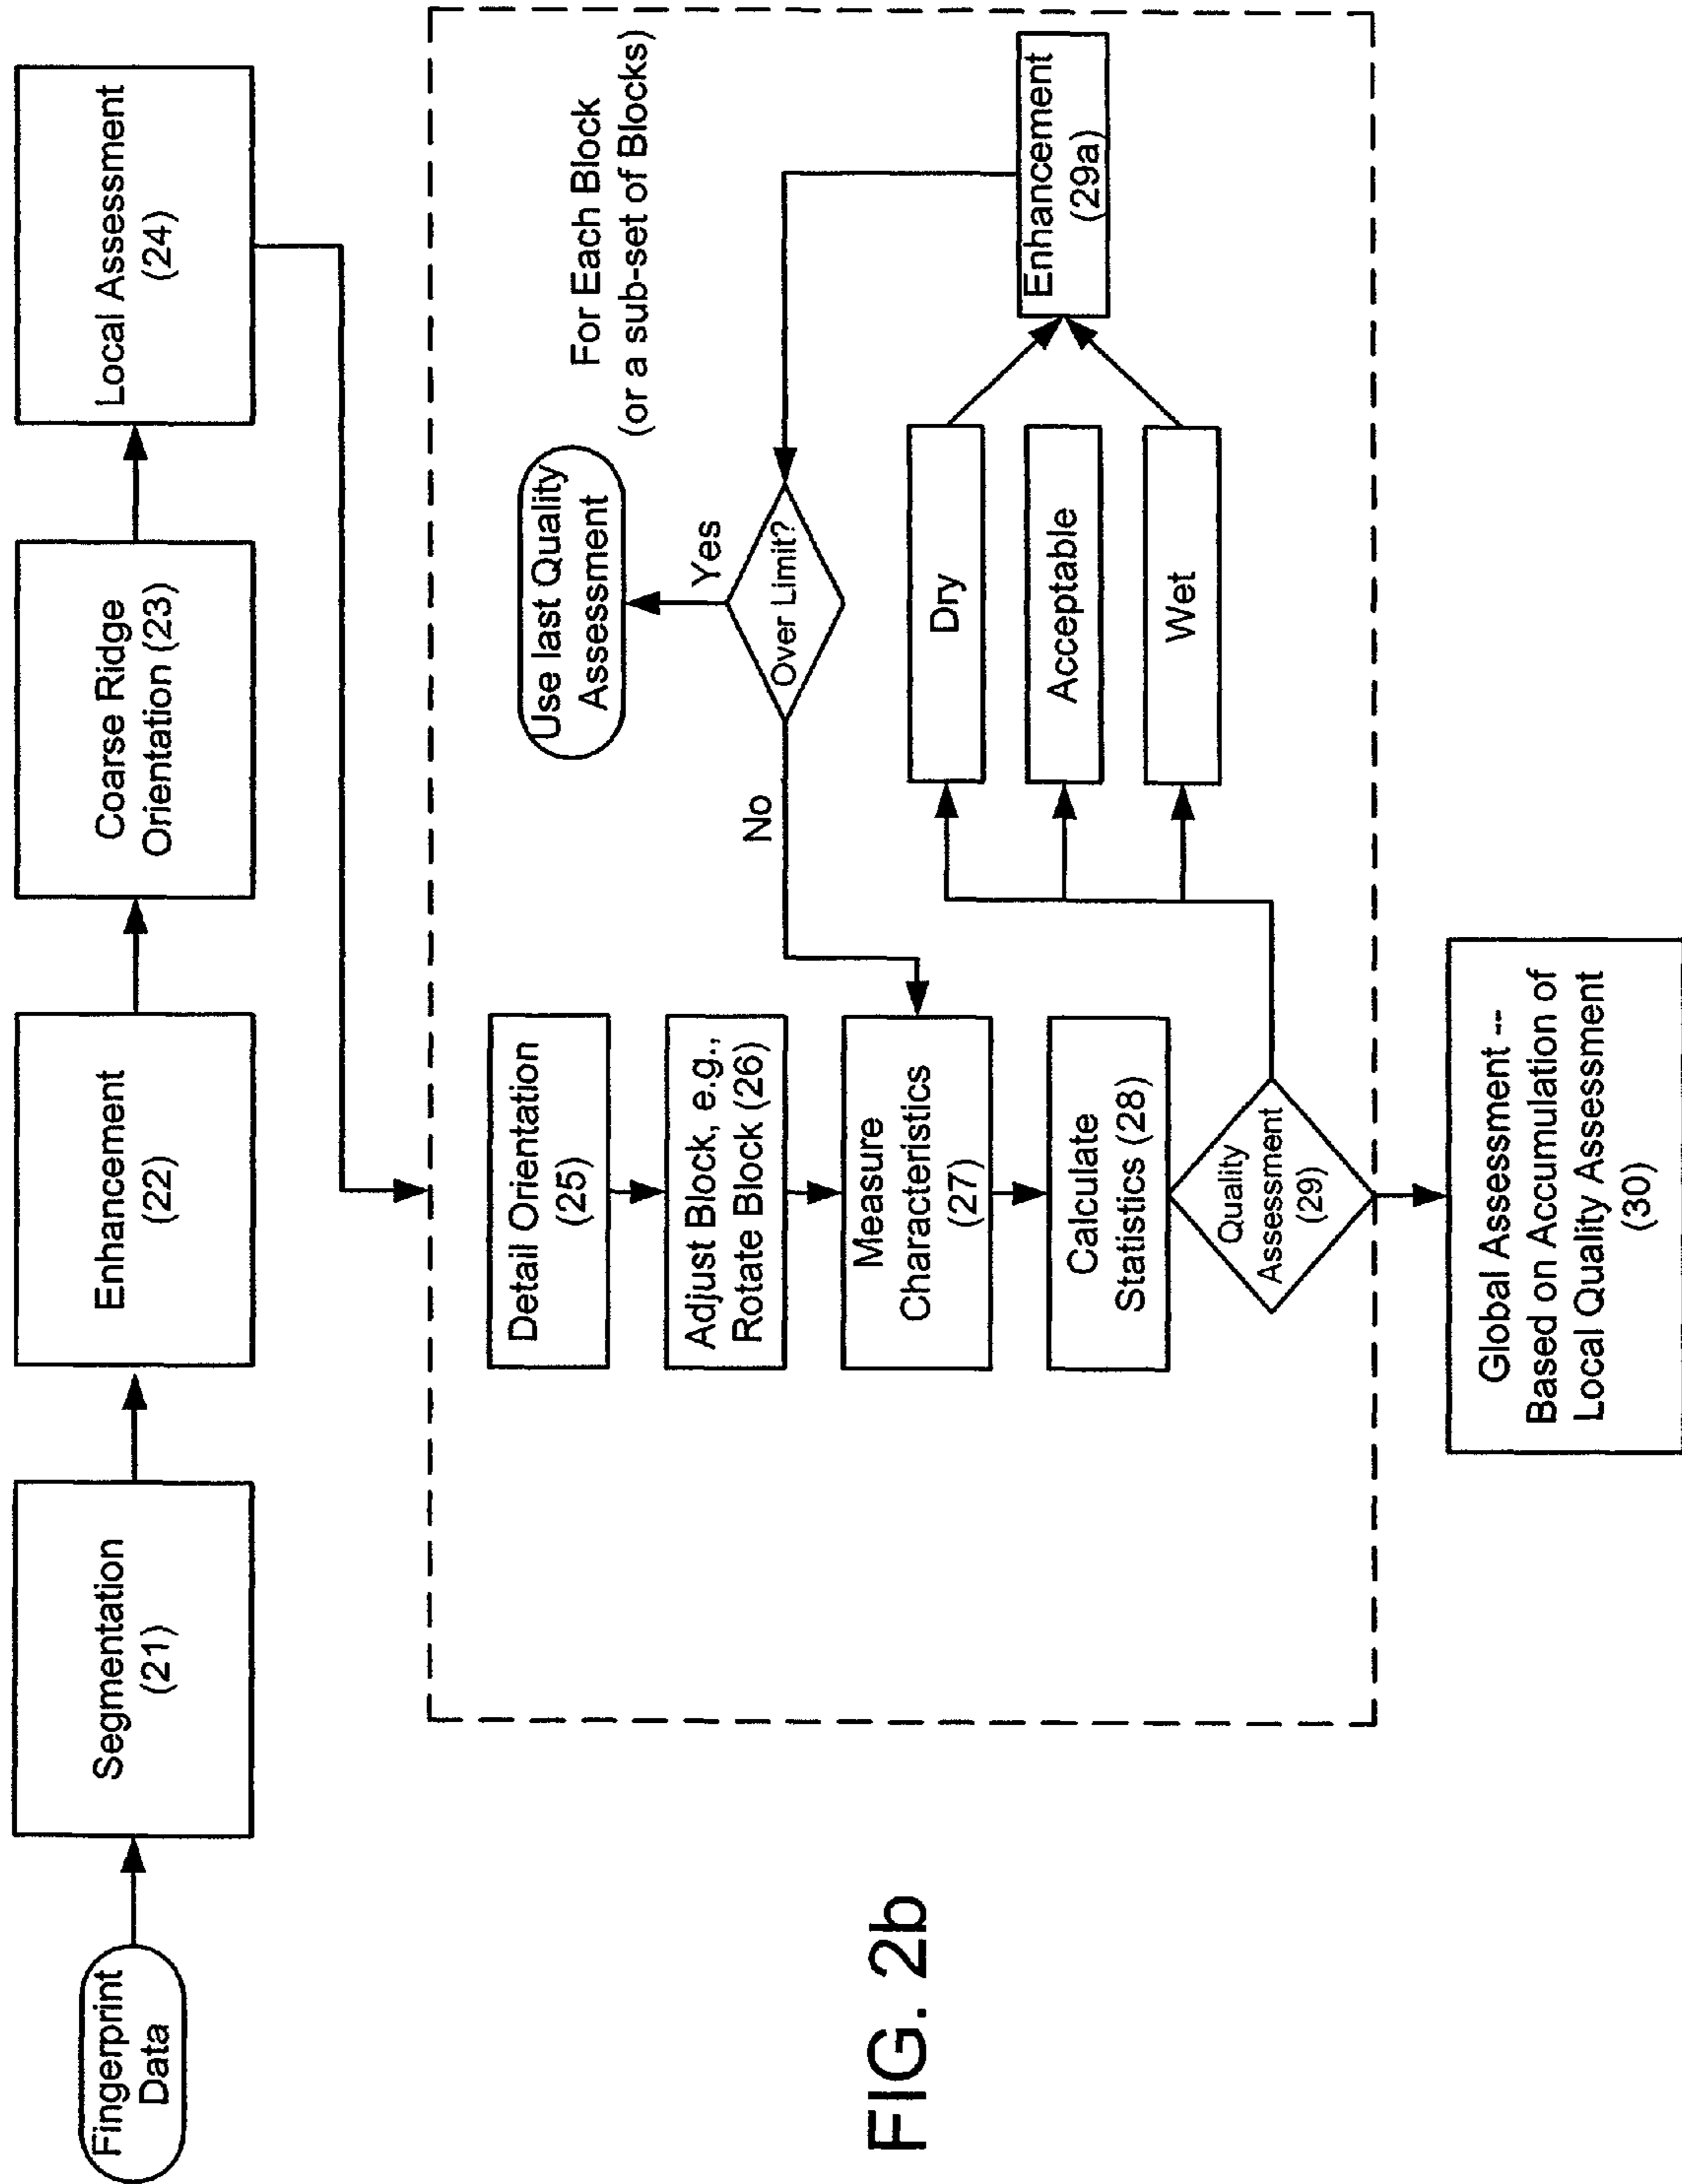 Fingerprint
Data
Segmentation
(21)
Enhancement
(22)
Coarse Ridge
Orientation (23)
Local Assessment
(24)
For Each Block
(or a sub-set of Blocks)
Detail Orientation
(25)
Adjust Block, e.g.,
Rotate Block (26)
Measure
Characteristics
(27)
Calculate
Statistics (28)
Quality
Assessment
(29)
Dry
Acceptable
Wet
Enhancement
(29a)
Over Limit?
Yes
No
Use last Quality
Assessment
Global Assessment --
Based on Accumulation of
Local Quality Assessment
(30)
FIG. 2b